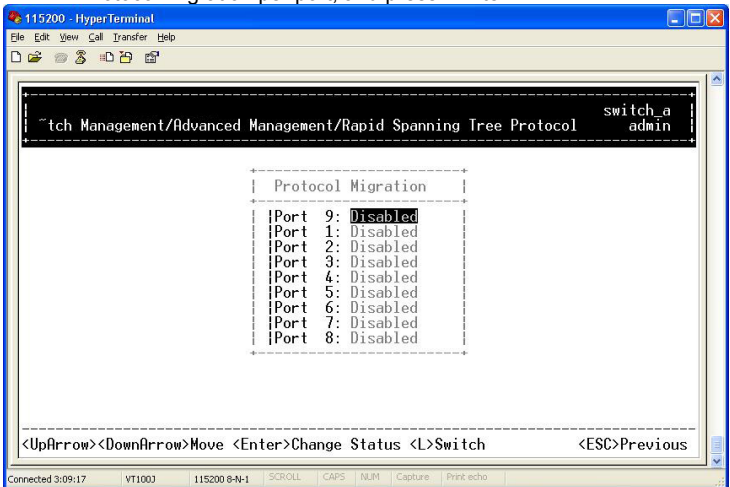 115200 - HyperTerminal
File Edit View Call Transfer Help
switch_a
~tch Management/Advanced Management/Rapid Spanning Tree Protocol admin
Protocol Migration
Port 9: Disabled
Port 1: Disabled
Port 2: Disabled
Port 3: Disabled
Port 4: Disabled
Port 5: Disabled
Port 6: Disabled
Port 7: Disabled
Port 8: Disabled
<UpArrow><DownArrow>Move <Enter>Change Status <L>Switch <ESC>Previous
Connected 3:09:17 VT100J 115200 8-N-1 SCROLL CAPS NUM Capture Print echo